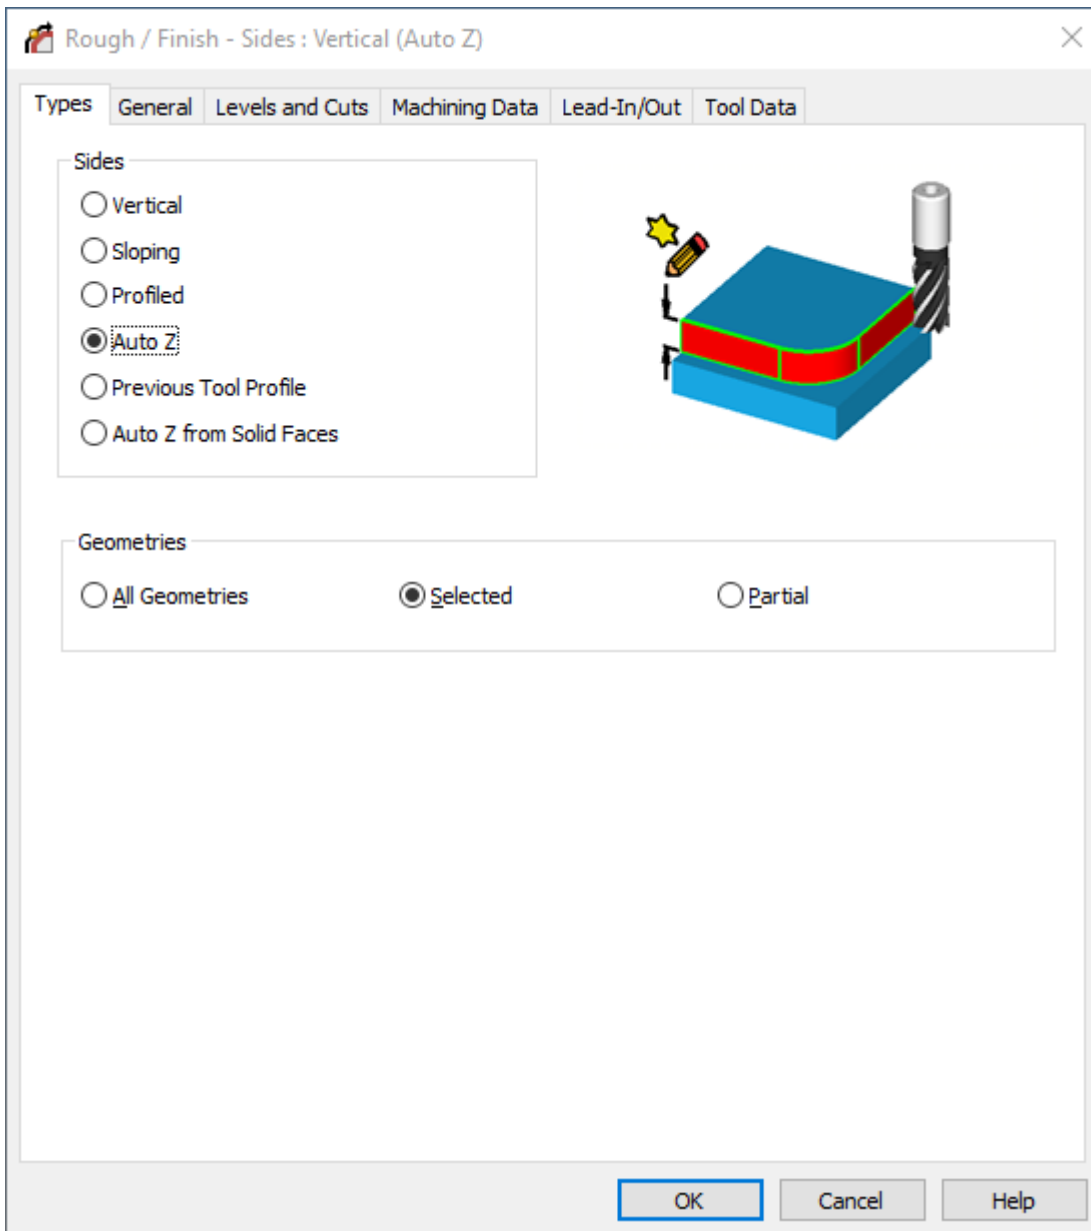 Rough / Finish - Sides : Vertical (Auto Z)
Types General Levels and Cuts Machining Data Lead-In/Out Tool Data
Sides
Vertical
Sloping
Profiled
Auto Z
Previous Tool Profile
Auto Z from Solid Faces
Geometries
All Geometries Selected Partial
OK Cancel Help